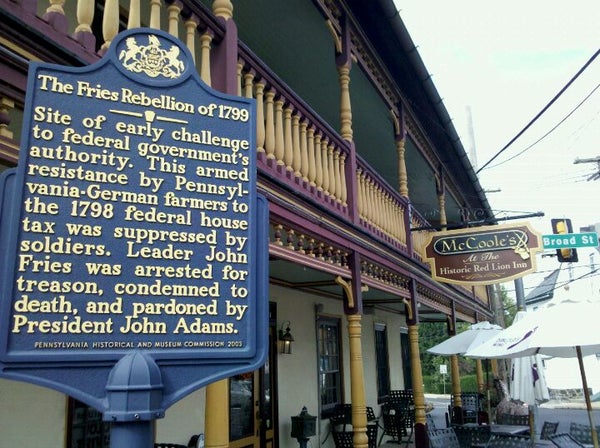 The Fries Rebellion of 1799
Site of early challenge
to federal government's
authority. This armed
resistance by Pennsyl-
vania-German farmers to
the 1798 federal house
tax was suppressed by
soldiers. Leader John
Fries was arrested for
treason, condemned to
death, and pardoned by
President John Adams.
PENNSYLVANIA HISTORICAL AND MUSEUM COMMISSION 2003
McCoole's
At The
Historic Red Lion Inn
Broad St